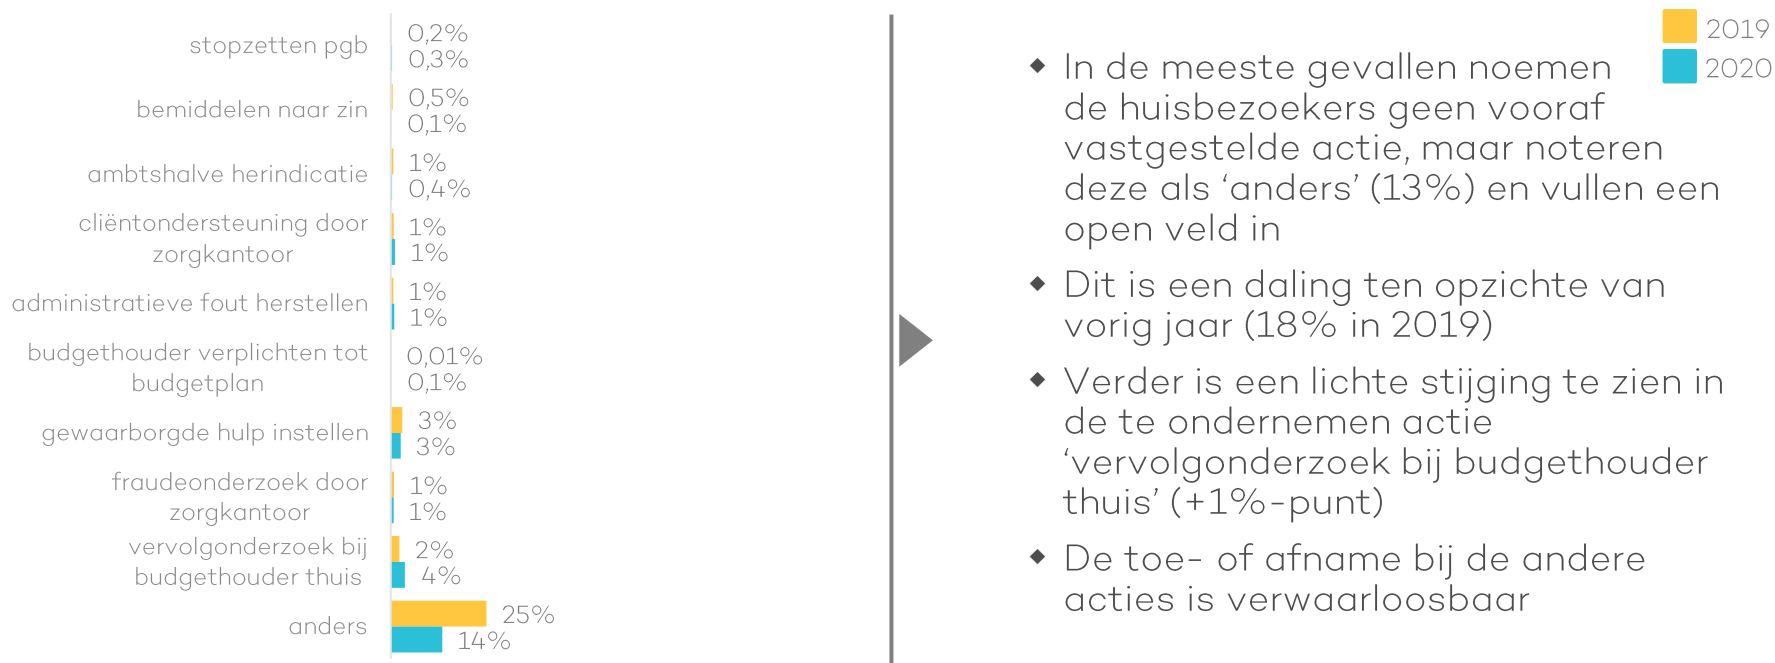 stopzetten pgb
0,2%
0,3%
bemiddelen naar zin
0,5%
0,1%
ambtshalve herindicatie
1%
0,4%
cliëntondersteuning door
zorgkantoor
1%
1%
administratieve fout herstellen
1%
1%
budgethouder verplichten tot
budgetplan
0,01%
0,1%
gewaarborgde hulp instellen
3%
3%
fraudeonderzoek door
zorgkantoor
1%
1%
vervolgonderzoek bij
budgethouder thuis
2%
4%
anders
25%
14%
2019
2020
◆ In de meeste gevallen noemen
de huisbezoekers geen vooraf
vastgestelde actie, maar noteren
deze als ‘anders’ (13%) en vullen een
open veld in
◆ Dit is een daling ten opzichte van
vorig jaar (18% in 2019)
◆ Verder is een lichte stijging te zien in
de te ondernemen actie
‘vervolgonderzoek bij budgethouder
thuis’ (+1%-punt)
◆ De toe- of afname bij de andere
acties is verwaarloosbaar